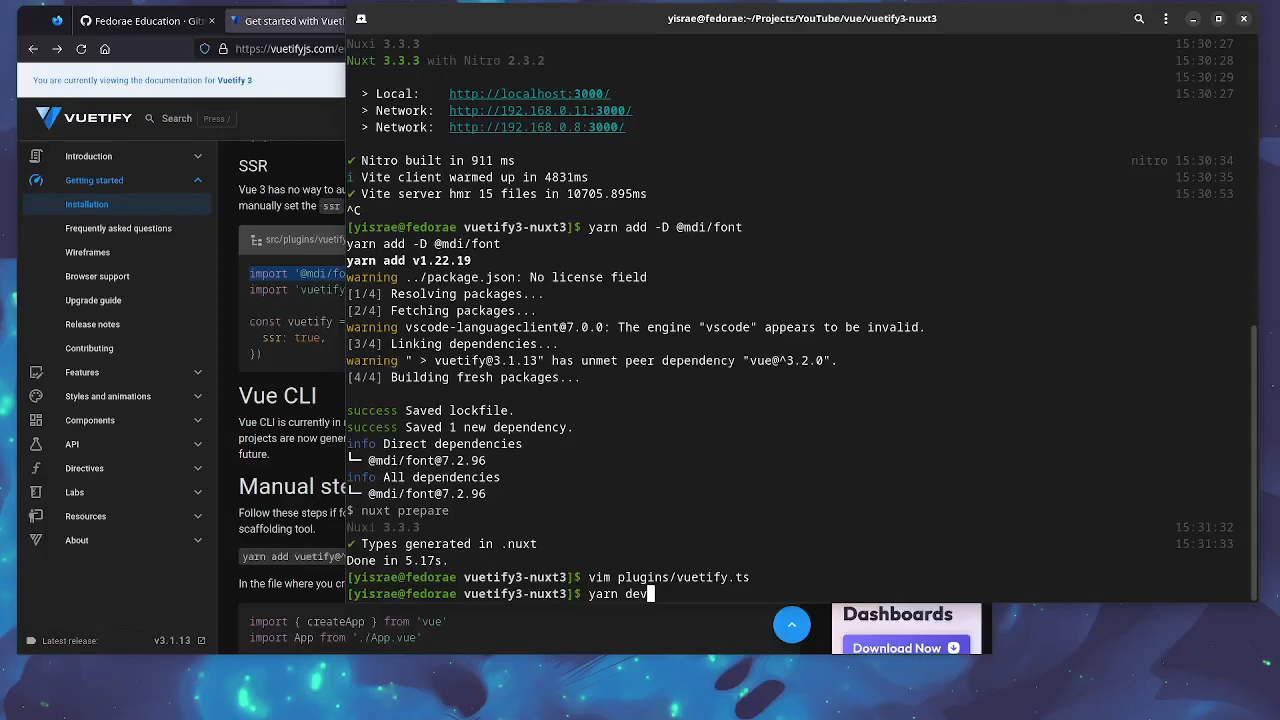 Fedora Education - Git
Get started with Vueti
https://vuetifyjs.com/e
You are currently viewing the documentation for Vuetify 3
VUETIFY
Search
Press /
Introduction
Getting started
Installation
Frequently asked questions
Wireframes
Browser support
Upgrade guide
Release notes
Contributing
Features
Styles and animations
Components
API
Directives
Labs
Resources
About
Latest release:
v3.1.13
SSR
Vue 3 has no way to au
manually set the ssr
src/plugins/vuetify
import '@mdi/fo
import 'vuetify
const vuetify =
ssr: true,
})
Vue CLI
Vue CLI is currently in
projects are now gener
future.
Manual ste
Follow these steps if fo
scaffolding tool.
yarn add vuetify@^
In the file where you cr
import { createApp } from 'vue'
import App from './App.vue'
Dashboards
Download Now
yisrae@fedorae:~/Projects/YouTube/vue/vuetify3-nuxt3
Nuxi 3.3.3 15:30:27
Nuxt 3.3.3 with Nitro 2.3.2 15:30:28
15:30:29
> Local: http://localhost:3000/ 15:30:27
> Network: http://192.168.0.11:3000/
> Network: http://192.168.0.8:3000/
✔ Nitro built in 911 ms nitro 15:30:34
i Vite client warmed up in 4831ms 15:30:35
✔ Vite server hmr 15 files in 10705.895ms 15:30:53
^C
[yisrae@fedorae vuetify3-nuxt3]$ yarn add -D @mdi/font
yarn add -D @mdi/font
yarn add v1.22.19
warning ../package.json: No license field
[1/4] Resolving packages...
[2/4] Fetching packages...
warning vscode-languageclient@7.0.0: The engine "vscode" appears to be invalid.
[3/4] Linking dependencies...
warning " > vuetify@3.1.13" has unmet peer dependency "vue@^3.2.0".
[4/4] Building fresh packages...
success Saved lockfile.
success Saved 1 new dependency.
info Direct dependencies
└─ @mdi/font@7.2.96
info All dependencies
└─ @mdi/font@7.2.96
$ nuxt prepare
Nuxi 3.3.3 15:31:32
✔ Types generated in .nuxt 15:31:33
Done in 5.17s.
[yisrae@fedorae vuetify3-nuxt3]$ vim plugins/vuetify.ts
[yisrae@fedorae vuetify3-nuxt3]$ yarn dev